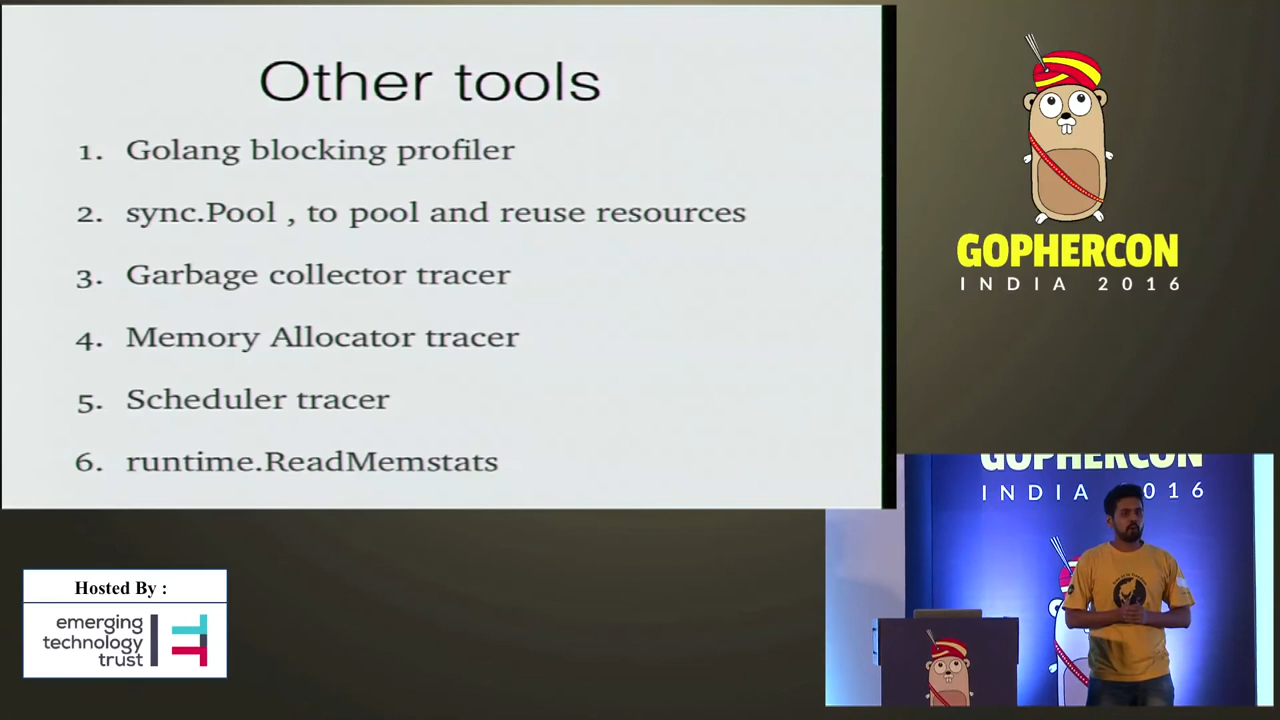 Other tools
1. Golang blocking profiler
2. sync.Pool , to pool and reuse resources
3. Garbage collector tracer
4. Memory Allocator tracer
5. Scheduler tracer
6. runtime.ReadMemstats
GOPHERCON
INDIA 2016
GOPHERCON
INDIA 2016
Hosted By :
emerging
technology
trust